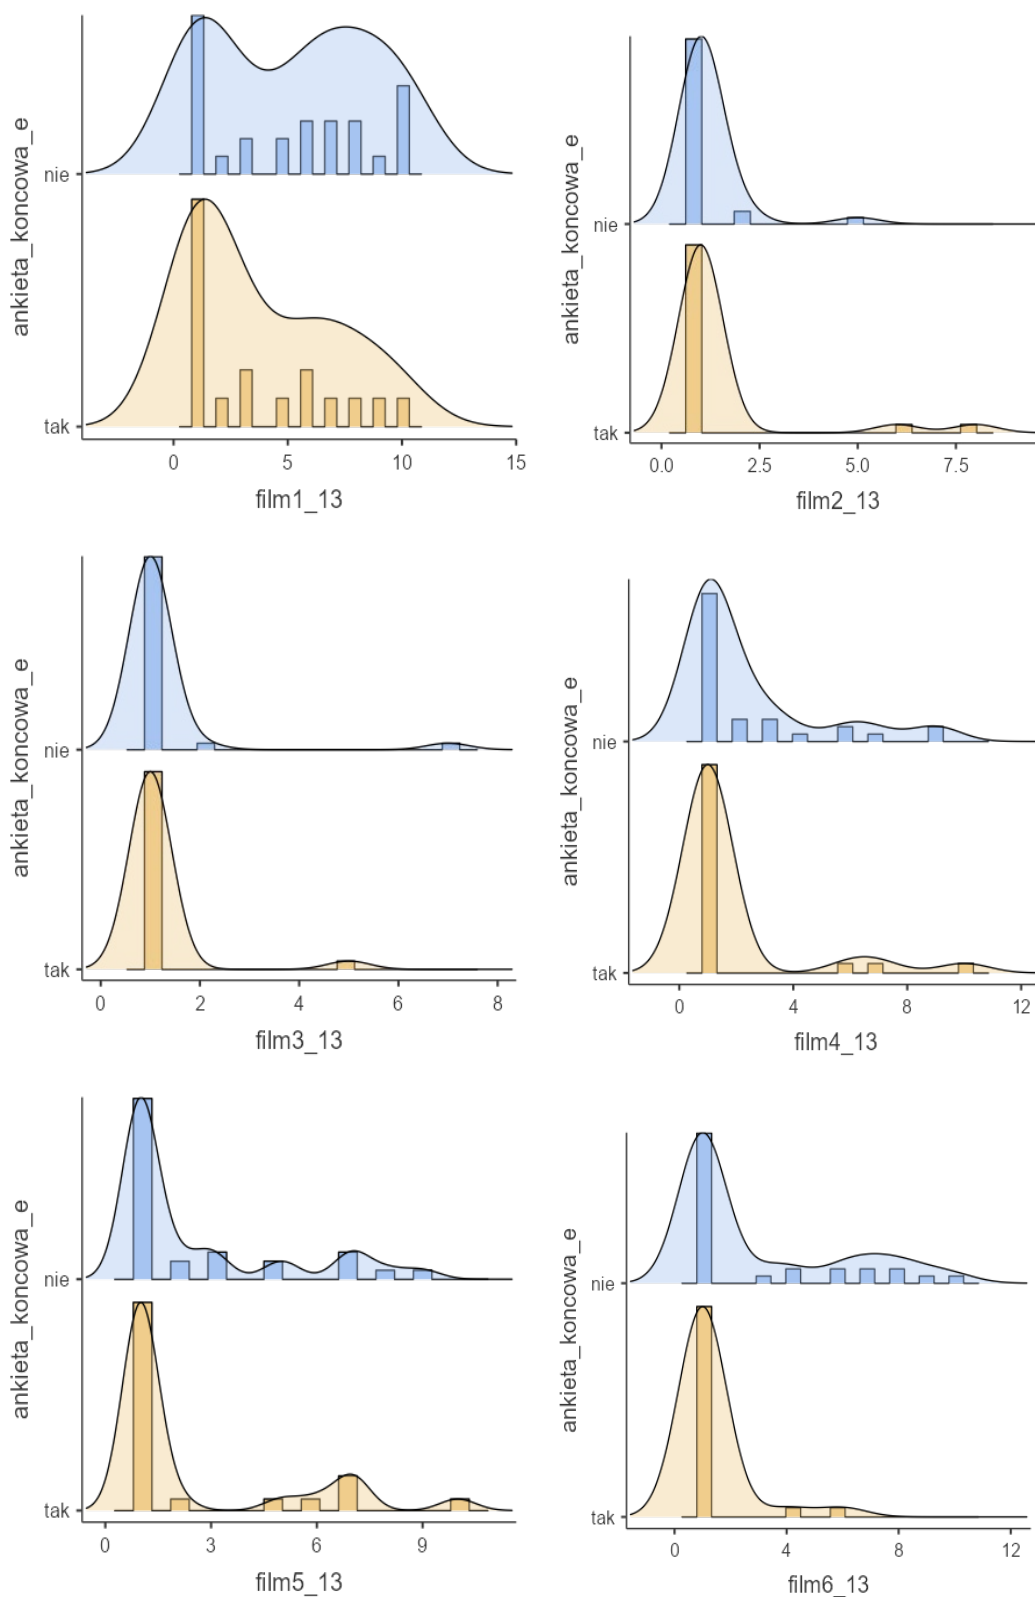 ankieta_koncowa_e
nie
tak
0 5 10 15
film1_13
ankieta_koncowa_e
nie
tak
0.0 2.5 5.0 7.5
film2_13
ankieta_koncowa_e
nie
tak
0 2 4 6 8
film3_13
ankieta_koncowa_e
nie
tak
0 4 8 12
film4_13
ankieta_koncowa_e
nie
tak
0 3 6 9
film5_13
ankieta_koncowa_e
nie
tak
0 4 8 12
film6_13